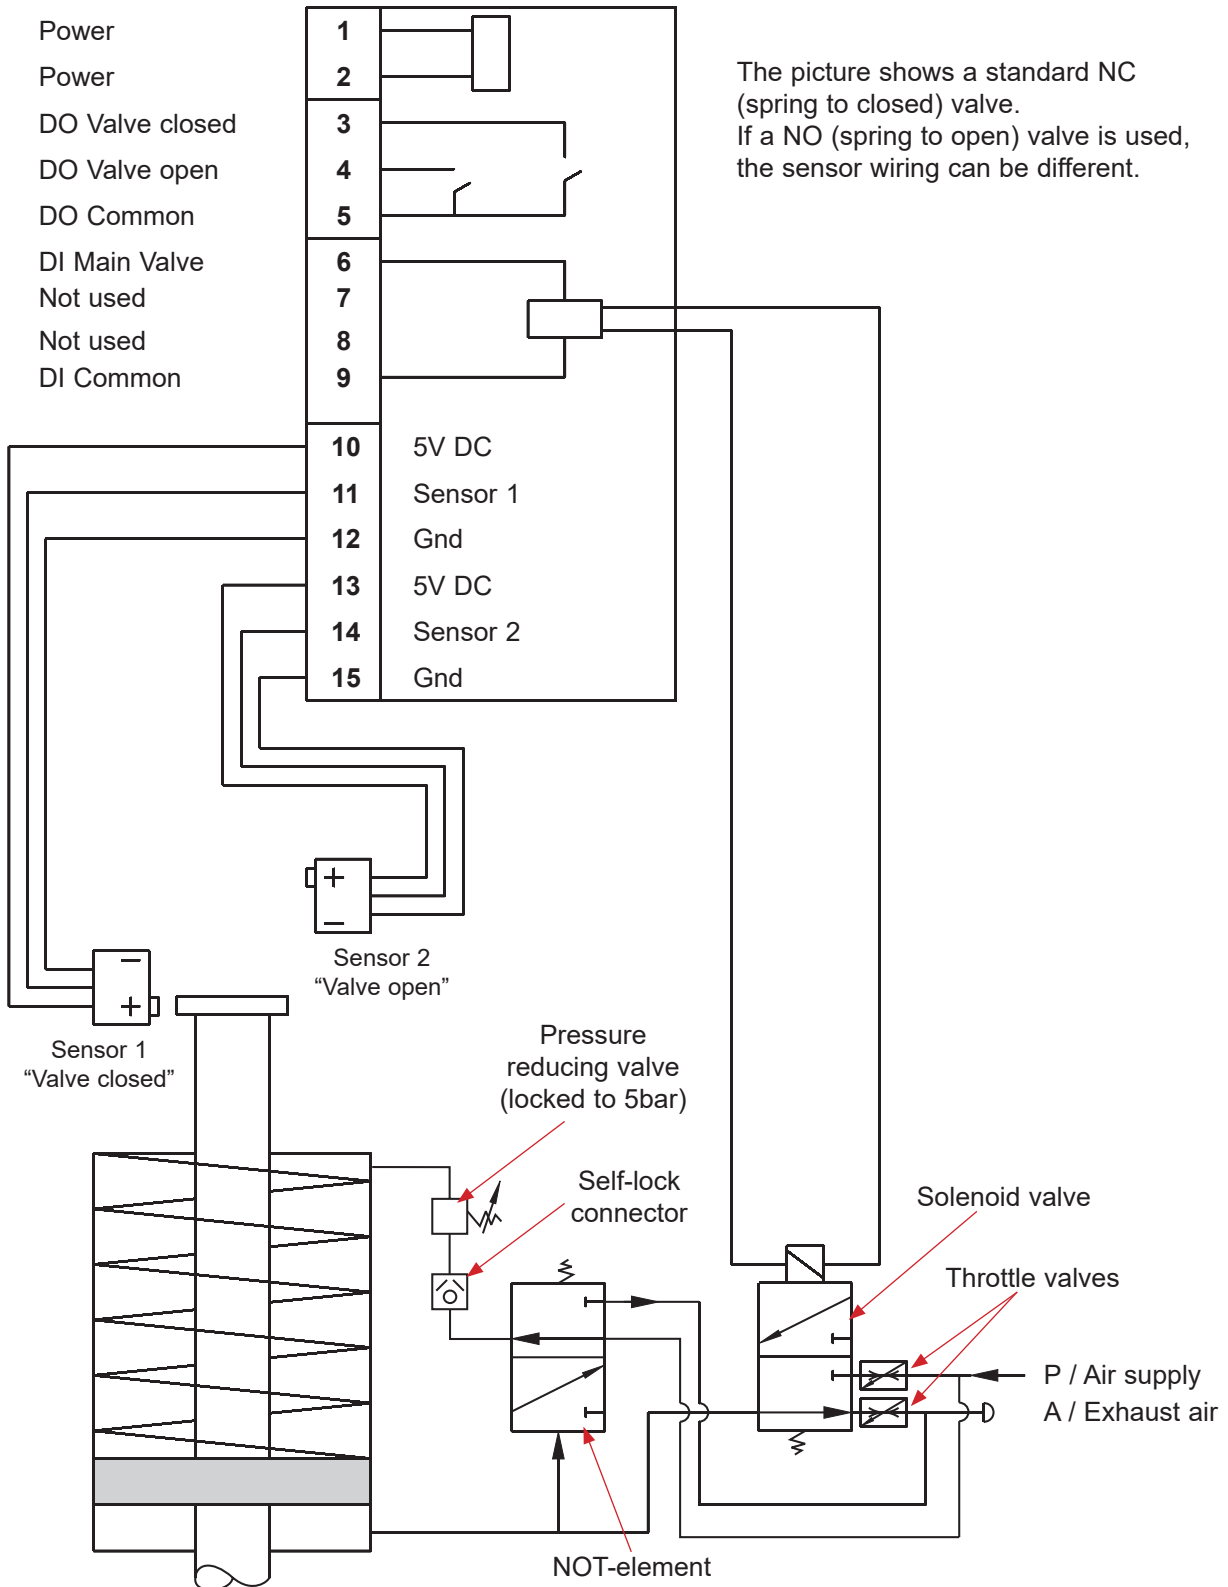 Power 1
Power 2
DO Valve closed 3
DO Valve open 4
DO Common 5
DI Main Valve 6
Not used 7
Not used 8
DI Common 9
10 5V DC
11 Sensor 1
12 Gnd
13 5V DC
14 Sensor 2
15 Gnd
The picture shows a standard NC
(spring to closed) valve.
If a NO (spring to open) valve is used,
the sensor wiring can be different.
+
−
Sensor 2
“Valve open”
−
+
Sensor 1
“Valve closed”
Pressure
reducing valve
(locked to 5bar)
Self-lock
connector
Solenoid valve
Throttle valves
P / Air supply
A / Exhaust air
NOT-element